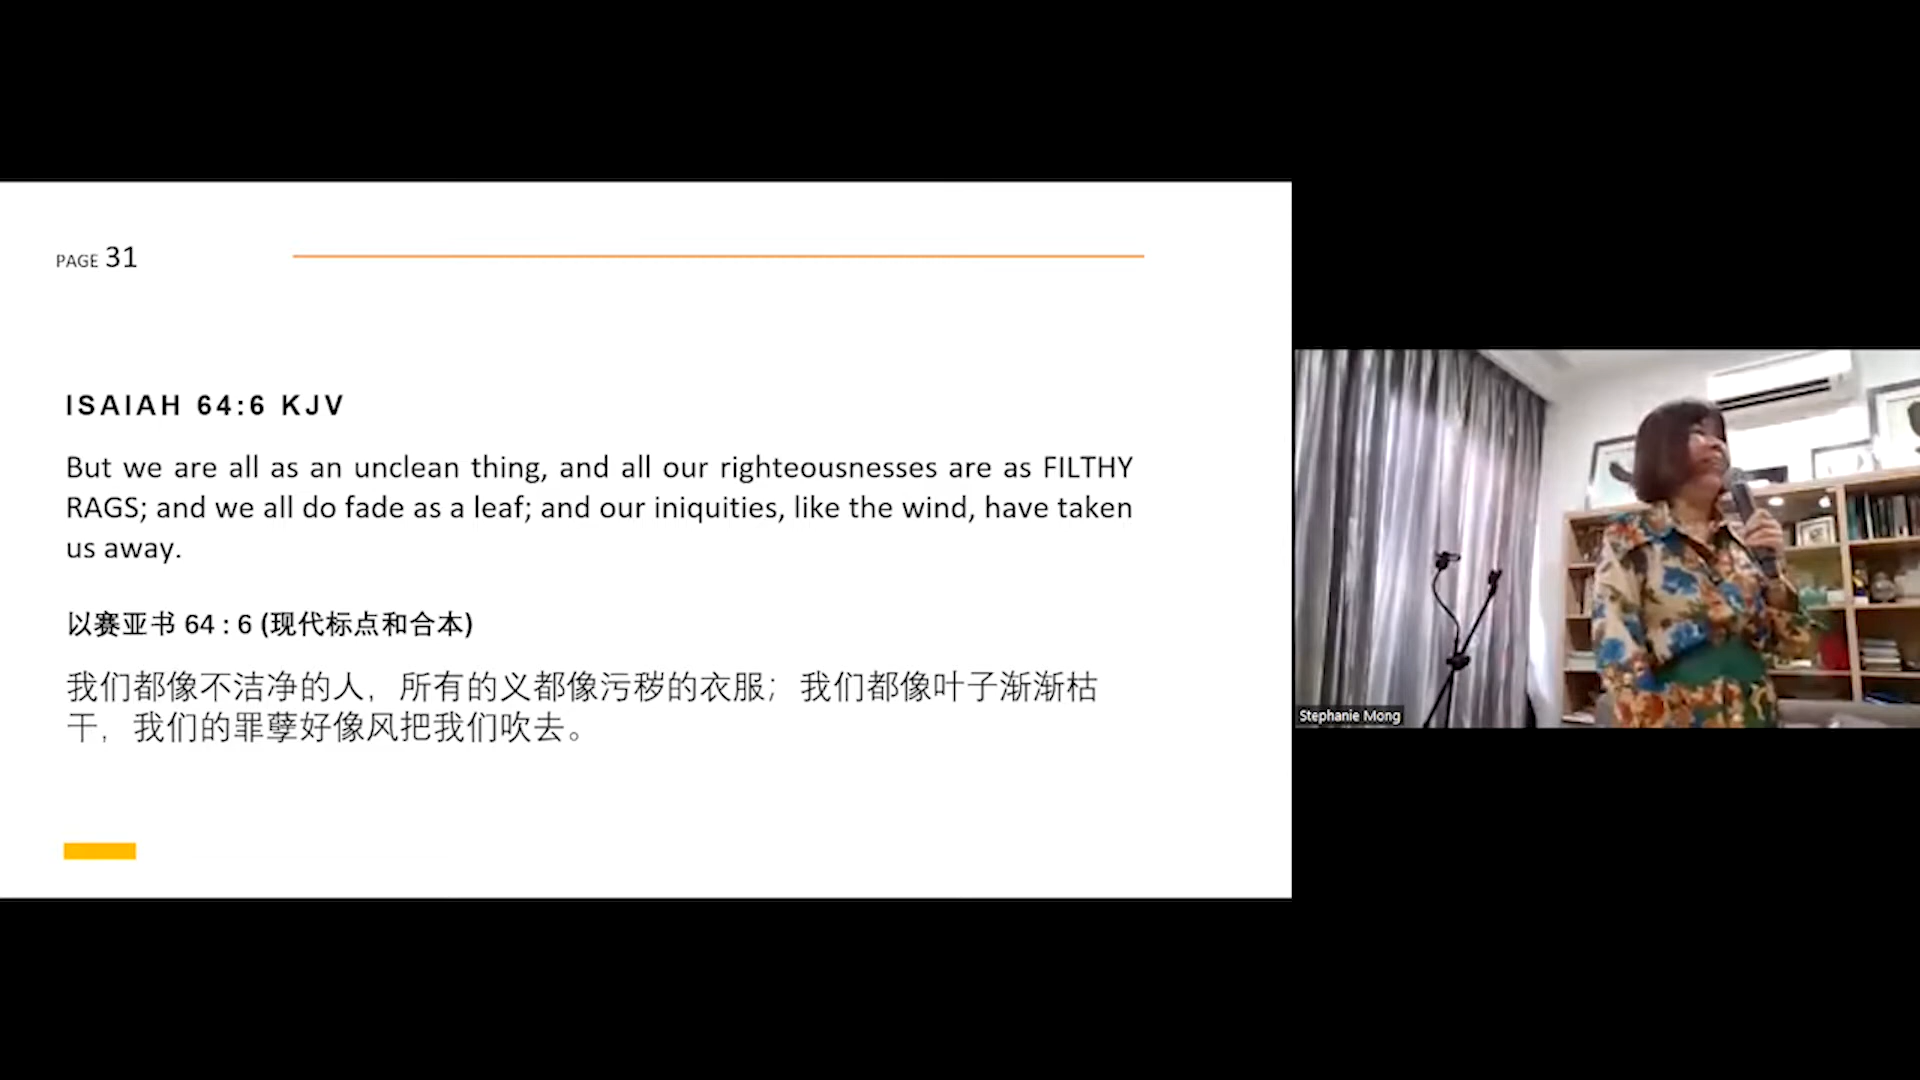 PAGE 31
ISAIAH 64:6 KJV
But we are all as an unclean thing, and all our righteousnesses are as FILTHY
RAGS; and we all do fade as a leaf; and our iniquities, like the wind, have taken
us away.
以赛亚书 64 : 6 (现代标点和合本)
我们都像不洁净的人，所有的义都像污秽的衣服；我们都像叶子渐渐枯
干，我们的罪孽好像风把我们吹去。
Stephanie Mong